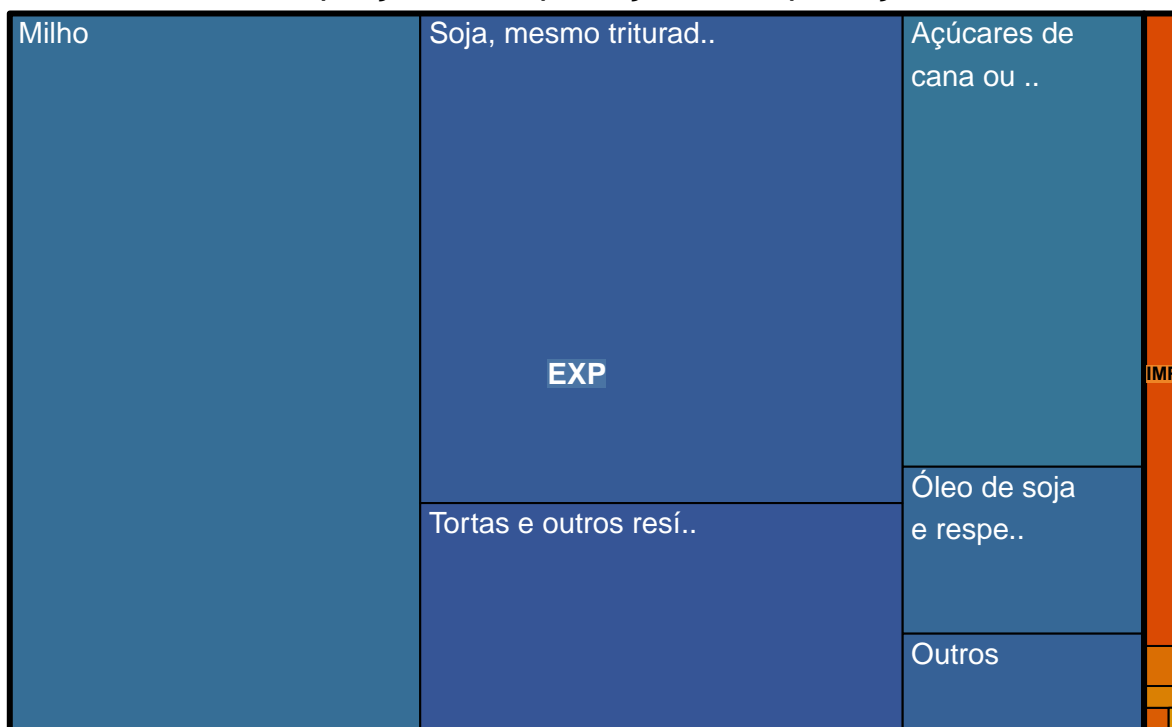 Milho
Soja, mesmo triturad..
Açúcares de
cana ou ..
EXP
Óleo de soja
e respe..
Tortas e outros resí..
Outros